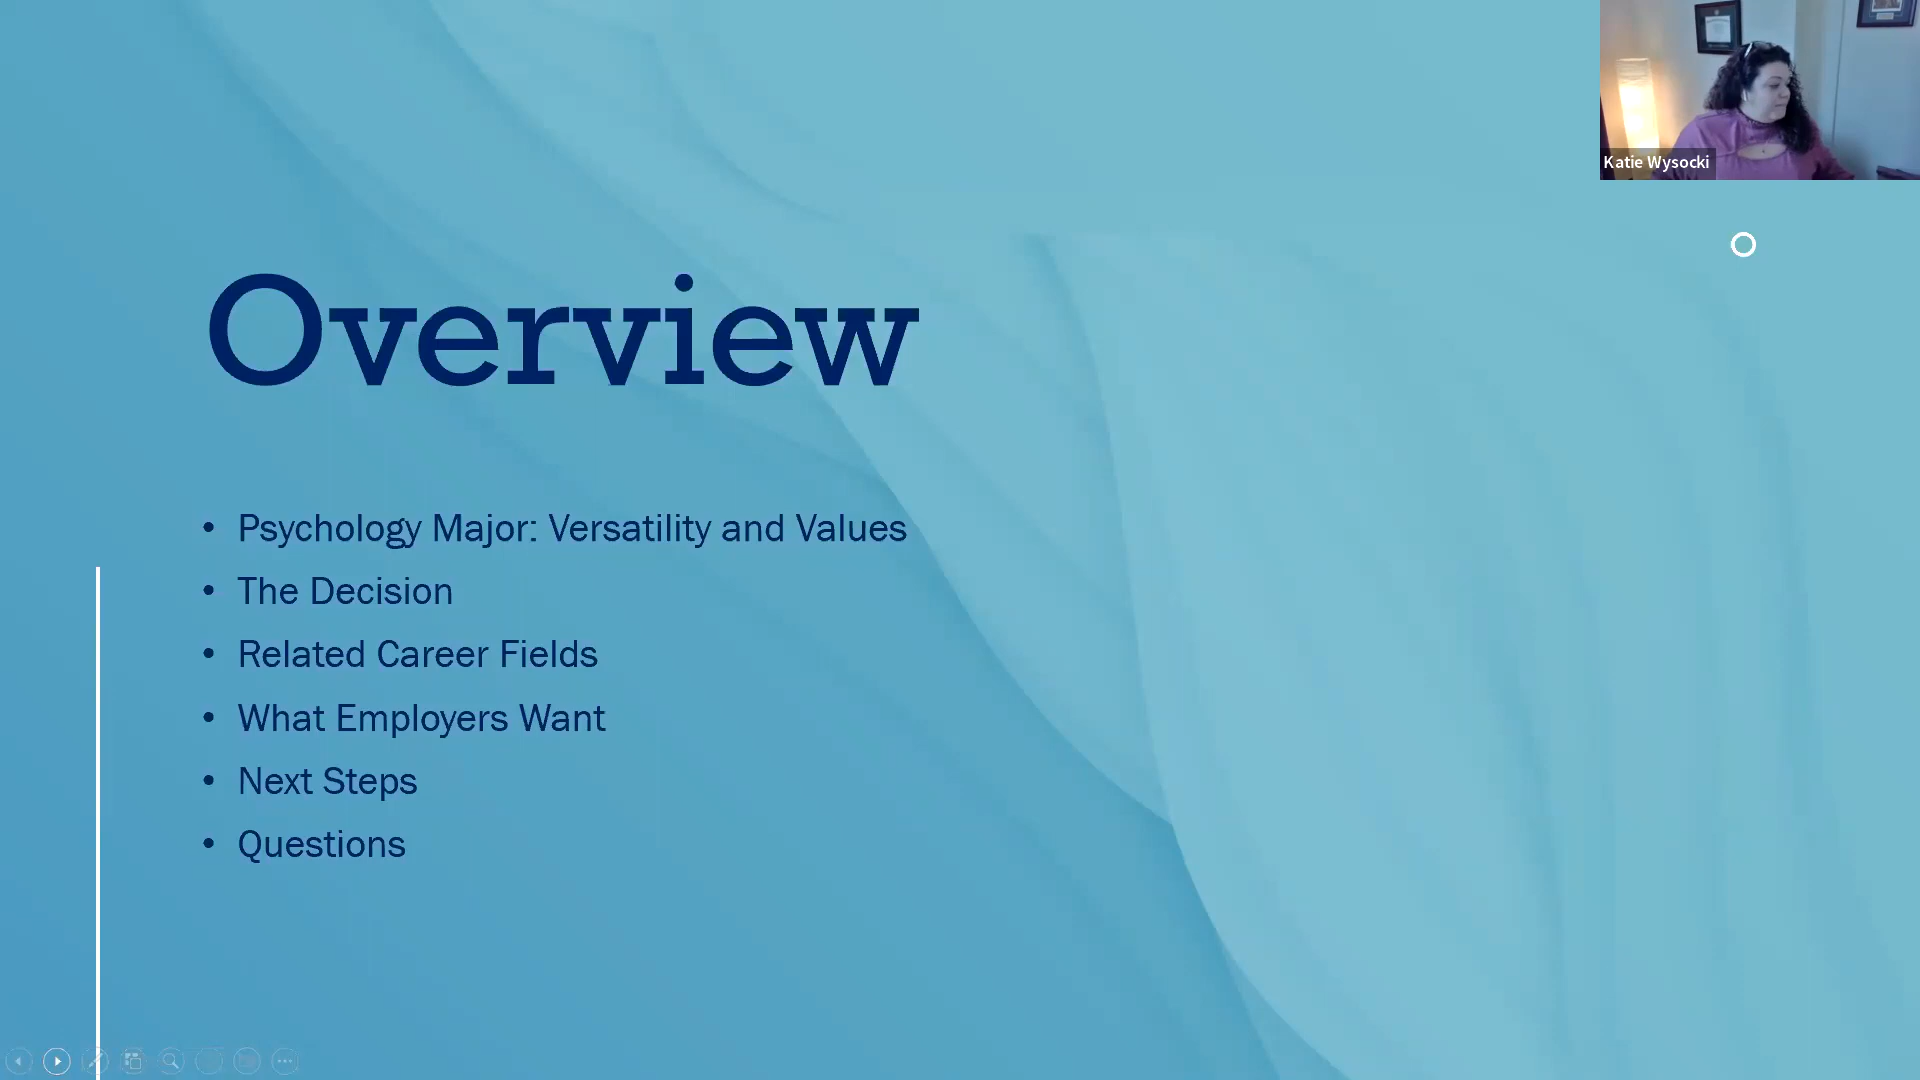 Katie Wysocki
Overview
• Psychology Major: Versatility and Values
• The Decision
• Related Career Fields
• What Employers Want
• Next Steps
• Questions